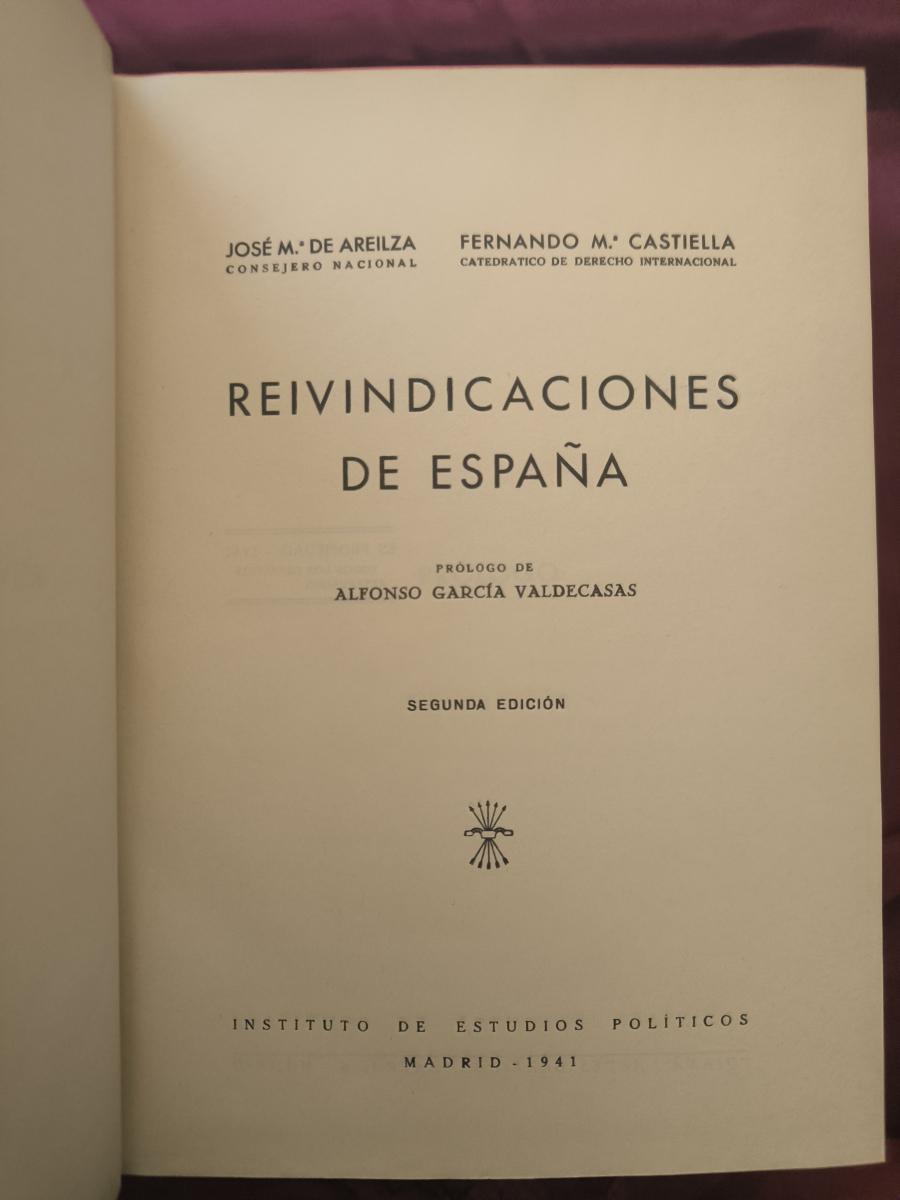 JOSÉ M.ª DE AREILZA
CONSEJERO NACIONAL
FERNANDO M.ª CASTIELLA
CATEDRATICO DE DERECHO INTERNACIONAL
REIVINDICACIONES
DE ESPAÑA
PRÓLOGO DE
ALFONSO GARCÍA VALDECASAS
SEGUNDA EDICIÓN
INSTITUTO DE ESTUDIOS POLÍTICOS
MADRID - 1941